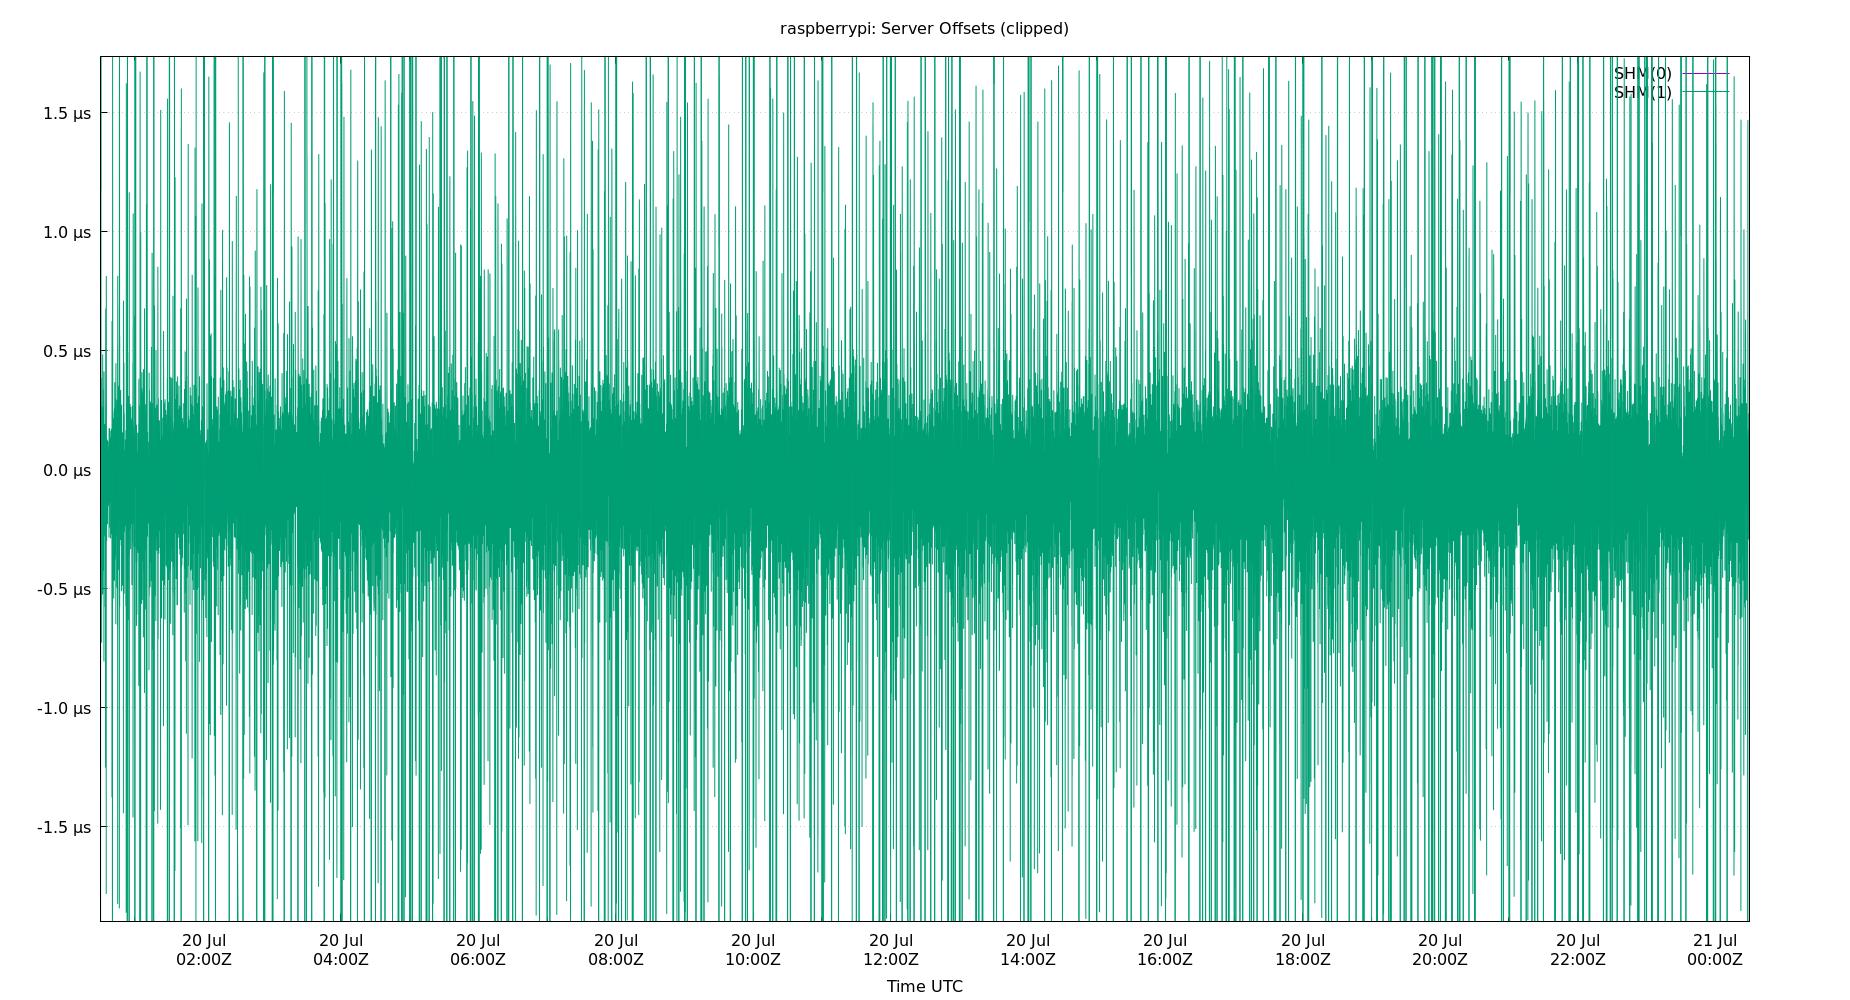 raspberrypi: Server Offsets (clipped)
SHM(0)
SHM(1)
1.5 µs
1.0 µs
0.5 µs
0.0 µs
-0.5 µs
-1.0 µs
-1.5 µs
20 Jul 20 Jul 20 Jul 20 Jul 20 Jul 20 Jul 20 Jul 20 Jul 20 Jul 20 Jul 20 Jul 21 Jul
02:00Z 04:00Z 06:00Z 08:00Z 10:00Z 12:00Z 14:00Z 16:00Z 18:00Z 20:00Z 22:00Z 00:00Z
Time UTC